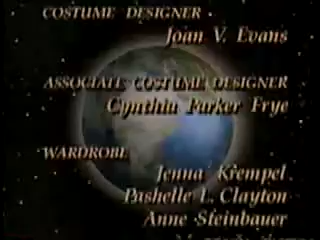 COSTUME DESIGNER
Joan V. Evans
ASSOCIATE COSTUME DESIGNER
Cynthia Parker Frye
WARDROBE
Jenna Krempel
Pashelle L. Clayton
Anne Steinbauer